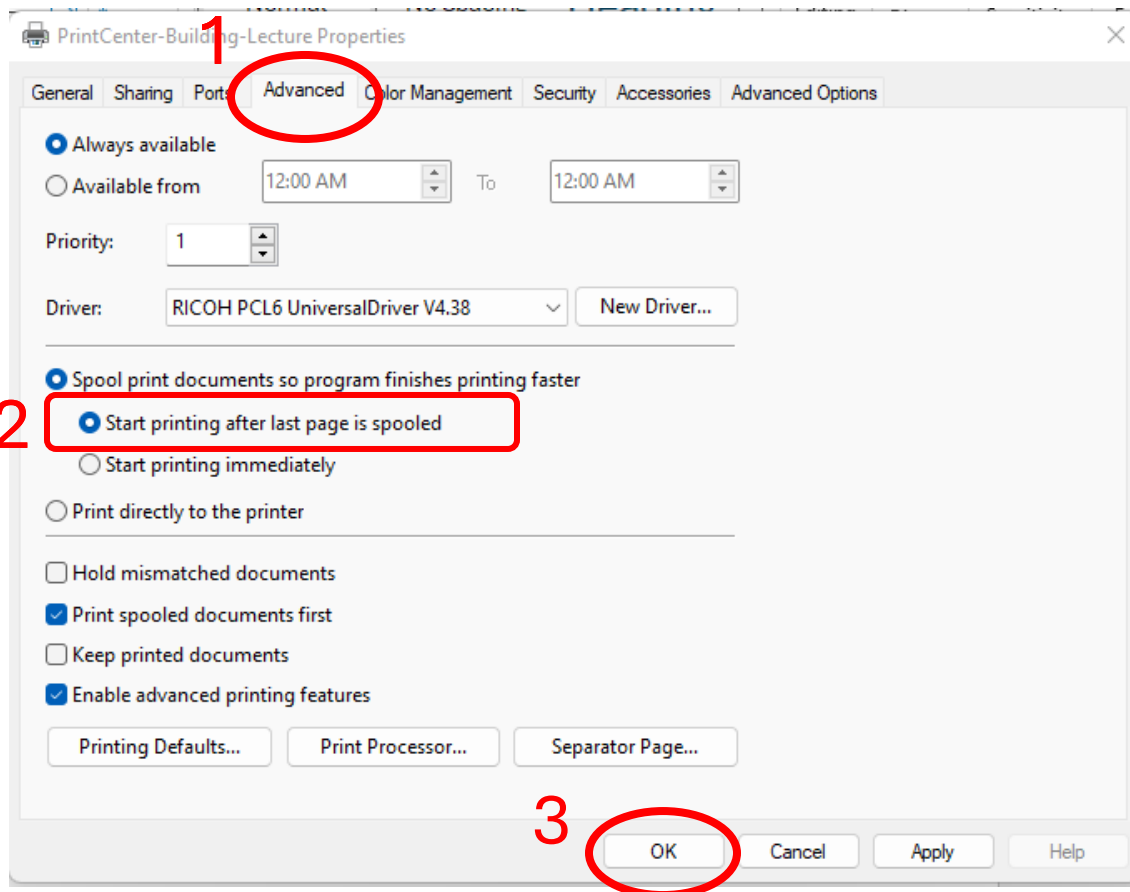 1
PrintCenter-Building-Lecture Properties
General Sharing Ports Advanced Color Management Security Accessories Advanced Options
Always available
Available from 12:00 AM To 12:00 AM
Priority: 1
Driver: RICOH PCL6 UniversalDriver V4.38 New Driver...
Spool print documents so program finishes printing faster
2 Start printing after last page is spooled
Start printing immediately
Print directly to the printer
Hold mismatched documents
Print spooled documents first
Keep printed documents
Enable advanced printing features
Printing Defaults... Print Processor... Separator Page...
3
OK Cancel Apply Help